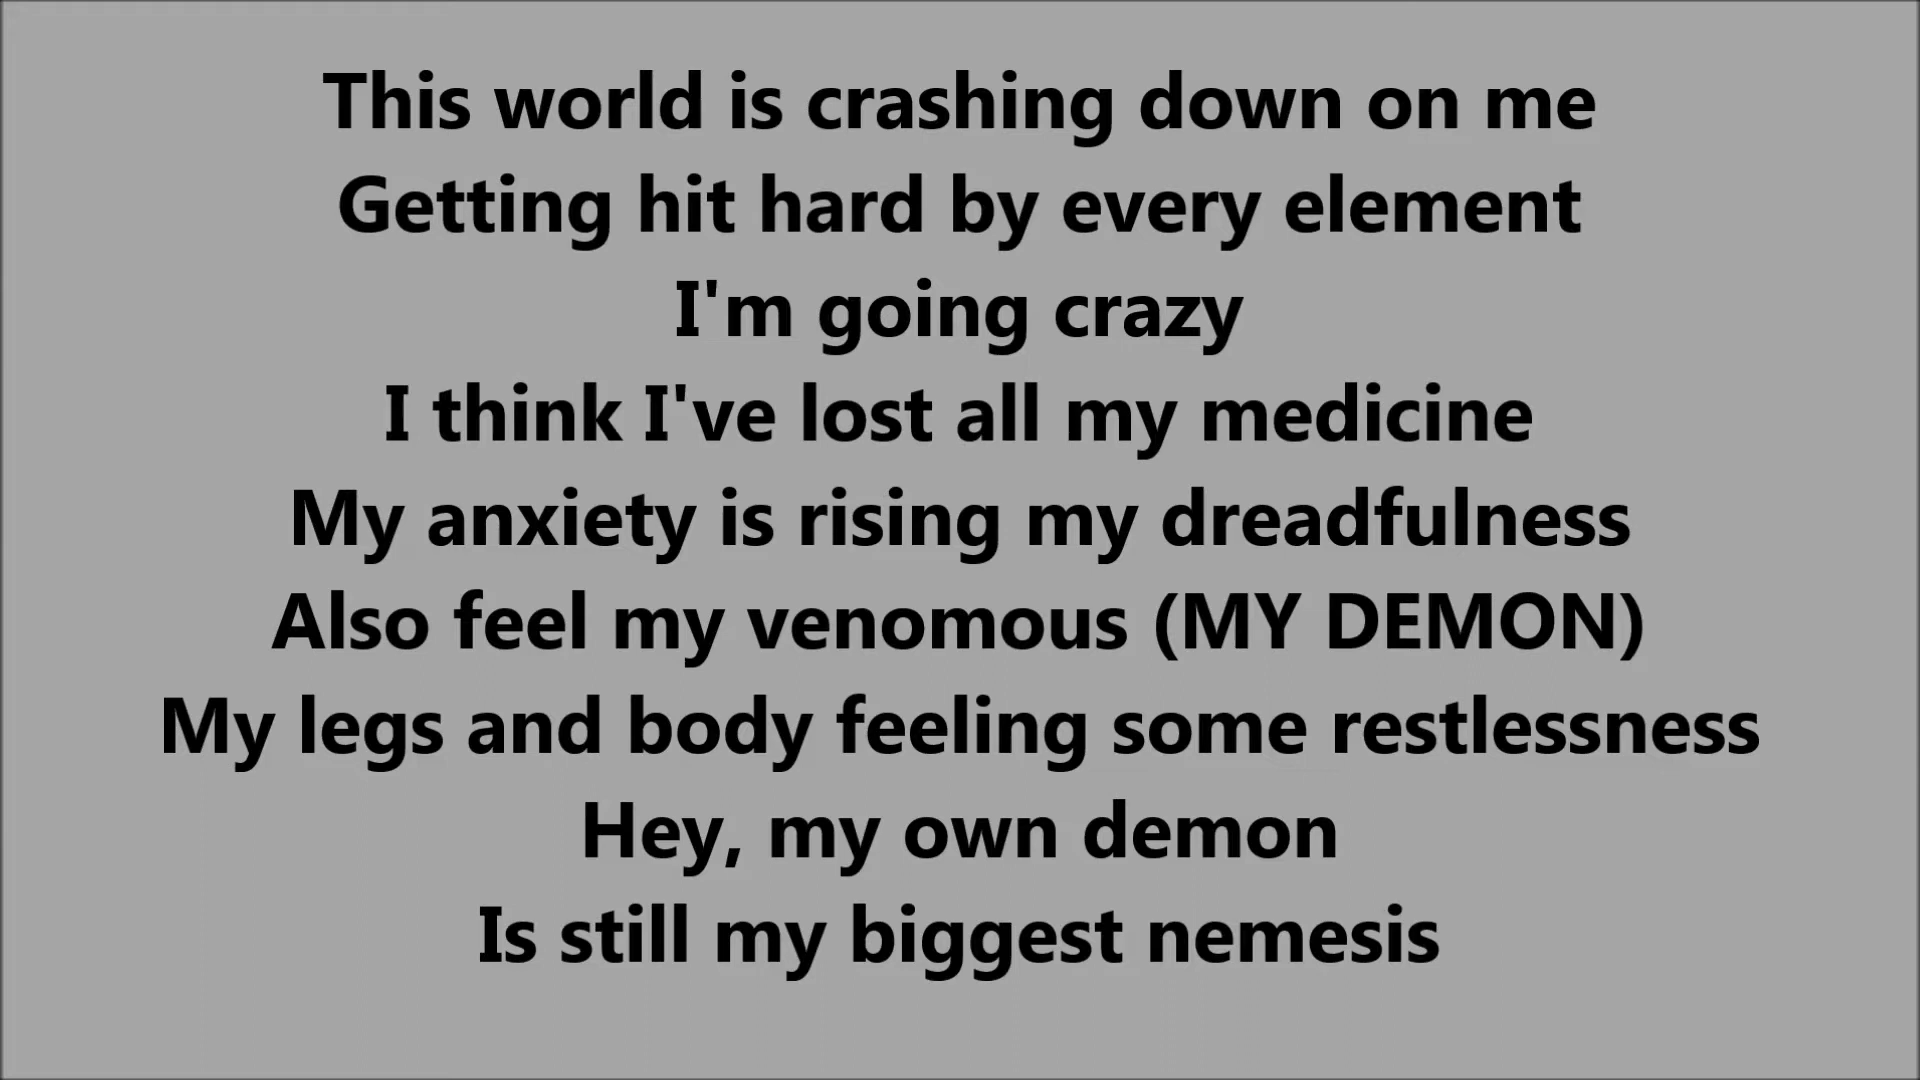 This world is crashing down on me
Getting hit hard by every element
I'm going crazy
I think I've lost all my medicine
My anxiety is rising my dreadfulness
Also feel my venomous (MY DEMON)
My legs and body feeling some restlessness
Hey, my own demon
Is still my biggest nemesis